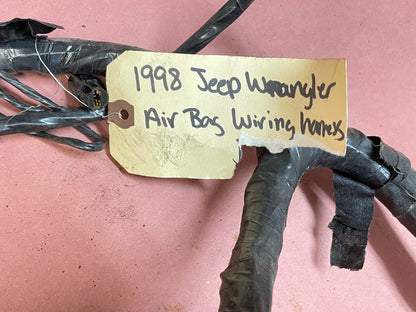 1998 Jeep Wrangler
Air Bag Wiring harness